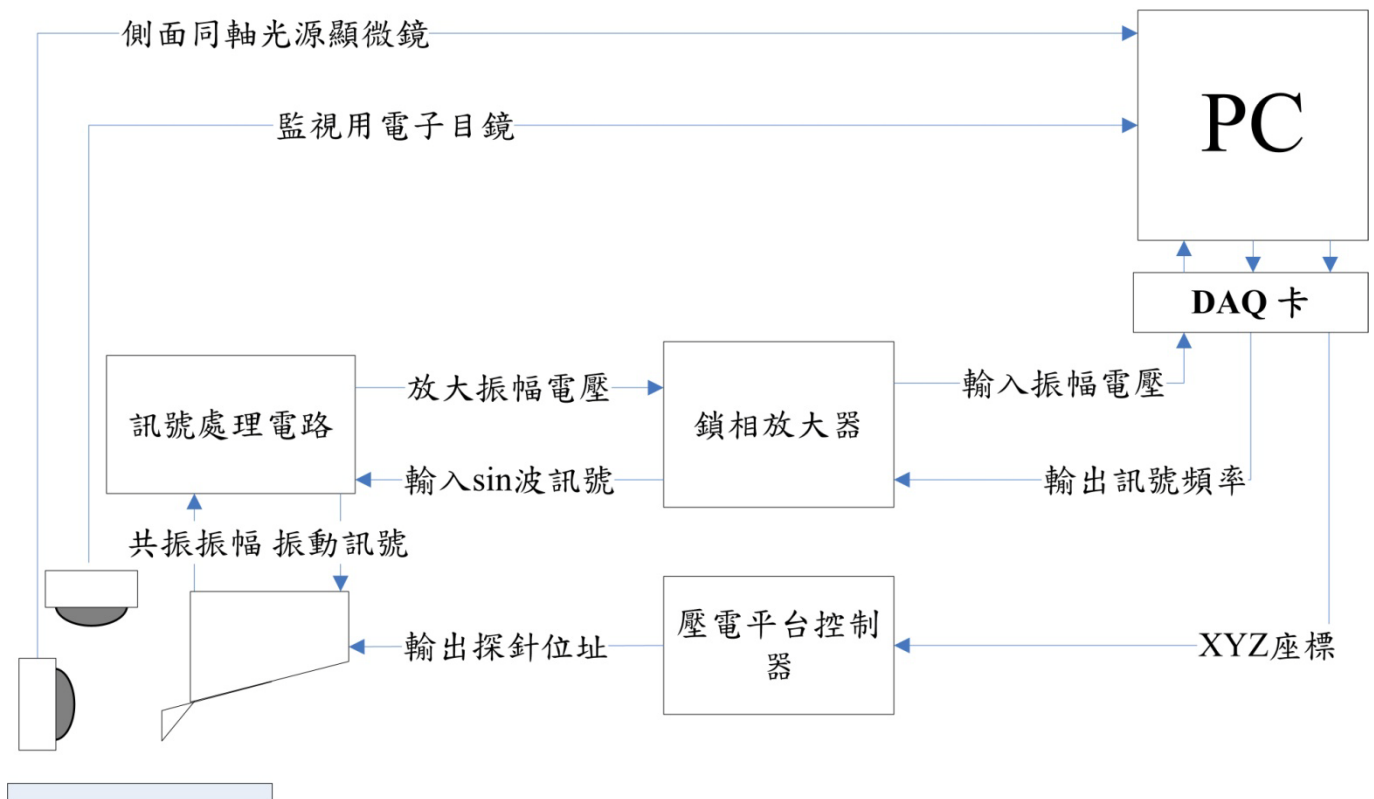 側面同軸光源顯微鏡
監視用電子目鏡
PC
DAQ 卡
訊號處理電路
放大振幅電壓
鎖相放大器
輸入振幅電壓
輸入sin波訊號
輸出訊號頻率
共振振幅 振動訊號
輸出探針位址
壓電平台控制
器
XYZ座標